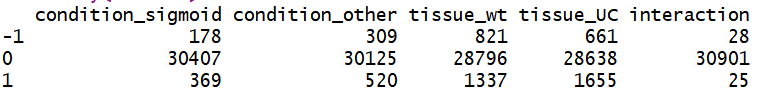 condition_sigmoid condition_other tissue_wt tissue_UC interaction
-1 178 309 821 661 28
0 30407 30125 28796 28638 30901
1 369 520 1337 1655 25